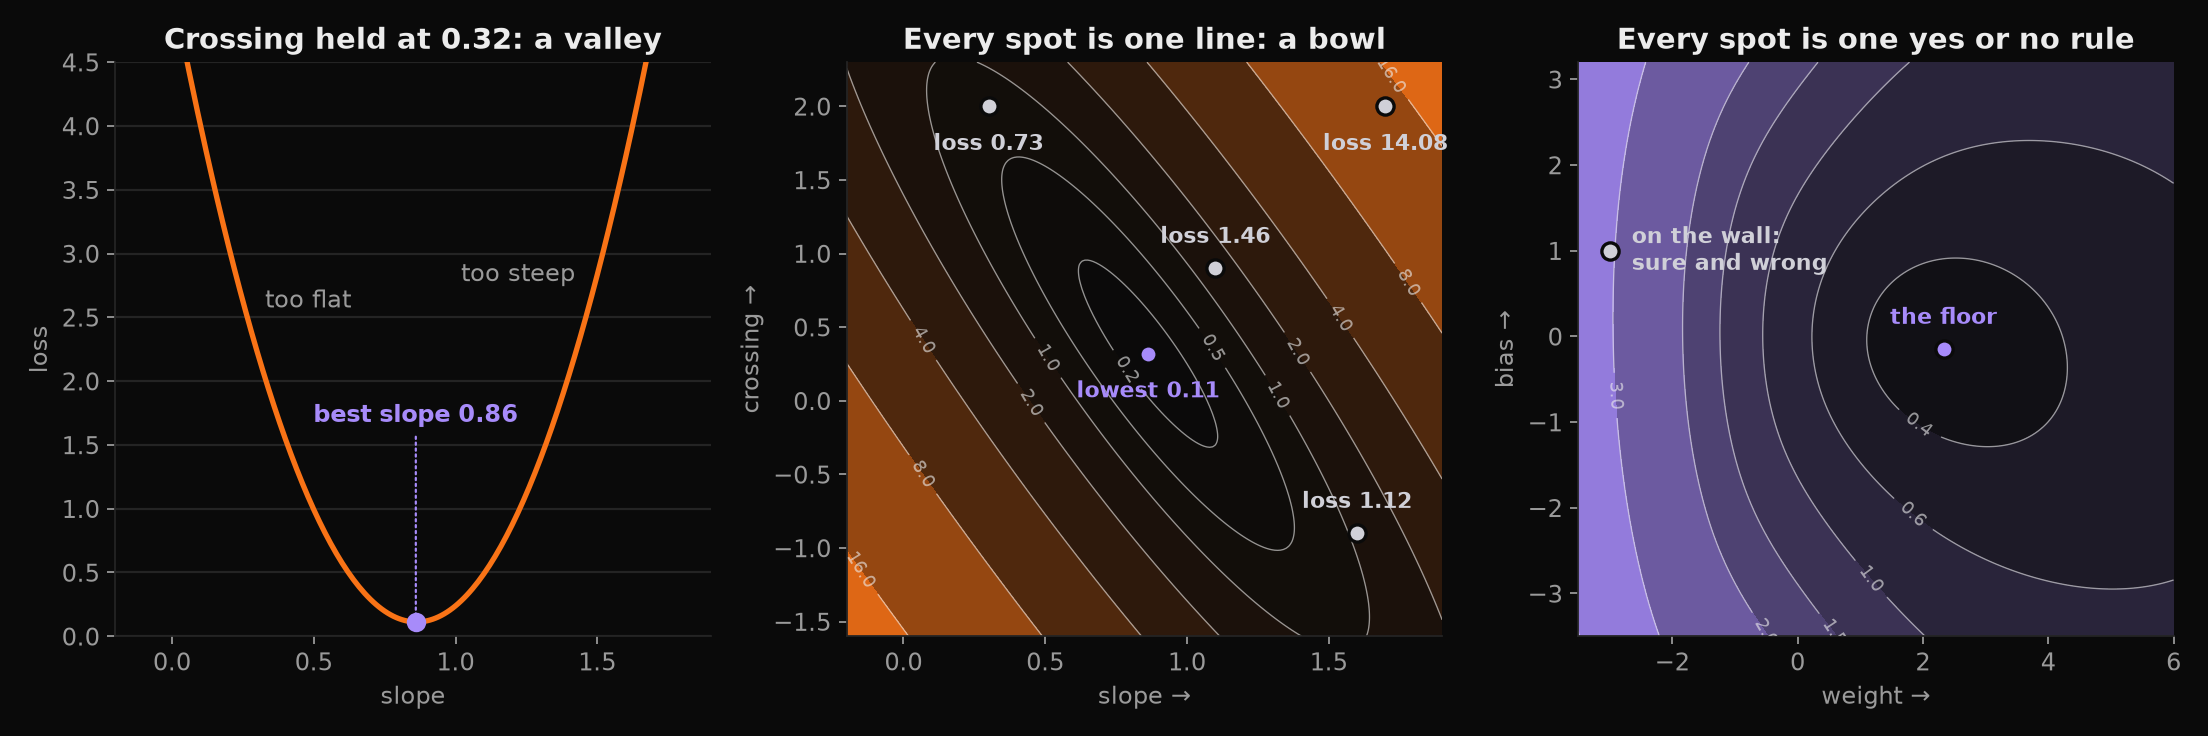 Crossing held at 0.32: a valley
4.5
4.0
3.5
3.0
2.5
2.0
1.5
1.0
0.5
0.0
loss
too flat
too steep
best slope 0.86
0.0
0.5
1.0
1.5
slope
Every spot is one line: a bowl
2.0
1.5
1.0
0.5
0.0
−0.5
−1.0
−1.5
crossing →
16.0
loss 0.73
loss 14.08
loss 1.46
8.0
4.0
4.0
0.5
2.0
1.0
0.2
lowest 0.11
1.0
2.0
8.0
loss 1.12
16.0
0.0
0.5
1.0
1.5
slope →
Every spot is one yes or no rule
3
2
1
0
−1
−2
−3
bias →
on the wall:
sure and wrong
the floor
3.0
0.4
0.6
1.0
−2
0
2
4
6
weight →